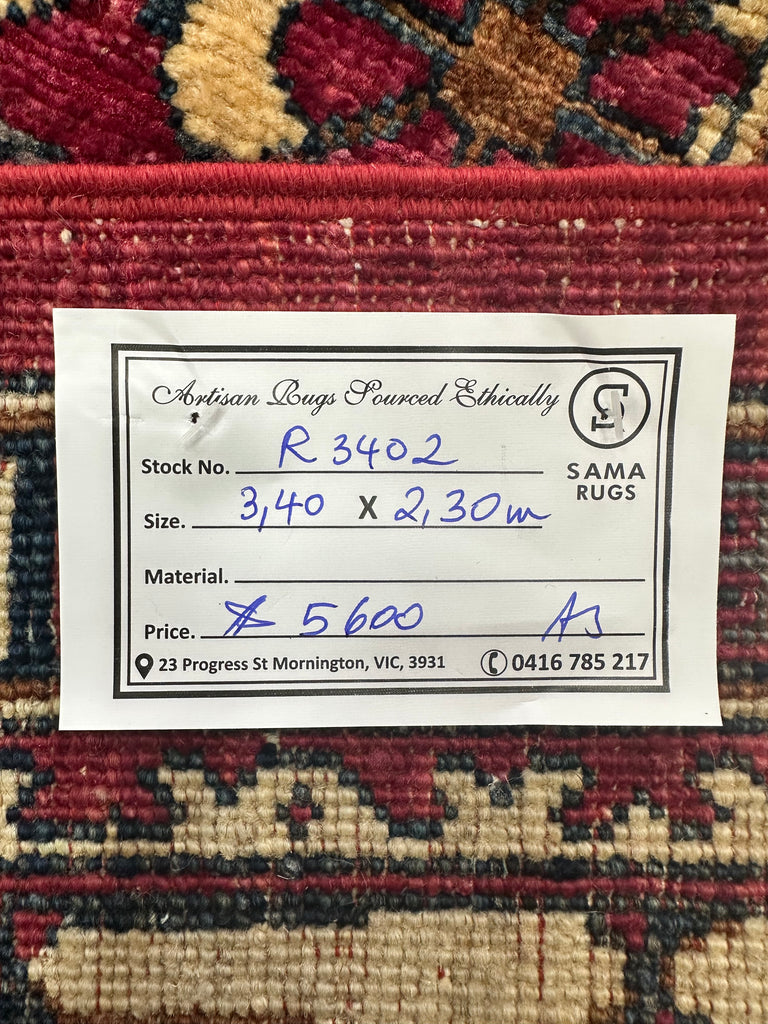 Artisan Rugs Sourced Ethically
SAMA
RUGS
Stock No. R 3402
Size. 3,40 X 2,30m
Material.
Price. $ 5600
23 Progress St Mornington, VIC, 3931 0416 785 217